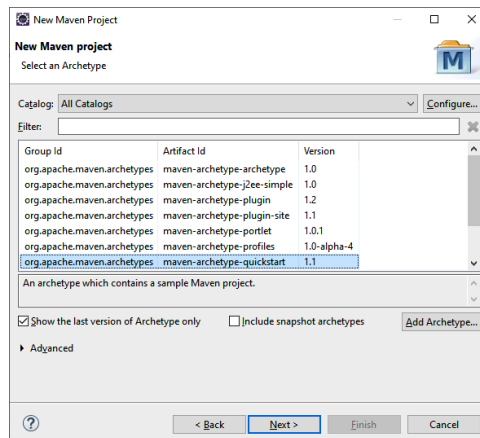 New Maven Project
New Maven project
Select an Archetype
M
Catalog: All Catalogs Configure...
Filter:
Group Id Artifact Id Version
org.apache.maven.archetypes maven-archetype-archetype 1.0
org.apache.maven.archetypes maven-archetype-j2ee-simple 1.0
org.apache.maven.archetypes maven-archetype-plugin 1.2
org.apache.maven.archetypes maven-archetype-plugin-site 1.1
org.apache.maven.archetypes maven-archetype-portlet 1.0.1
org.apache.maven.archetypes maven-archetype-profiles 1.0-alpha-4
org.apache.maven.archetypes maven-archetype-quickstart 1.1
An archetype which contains a sample Maven project.
Show the last version of Archetype only Include snapshot archetypes Add Archetype...
Advanced
? < Back Next > Finish Cancel